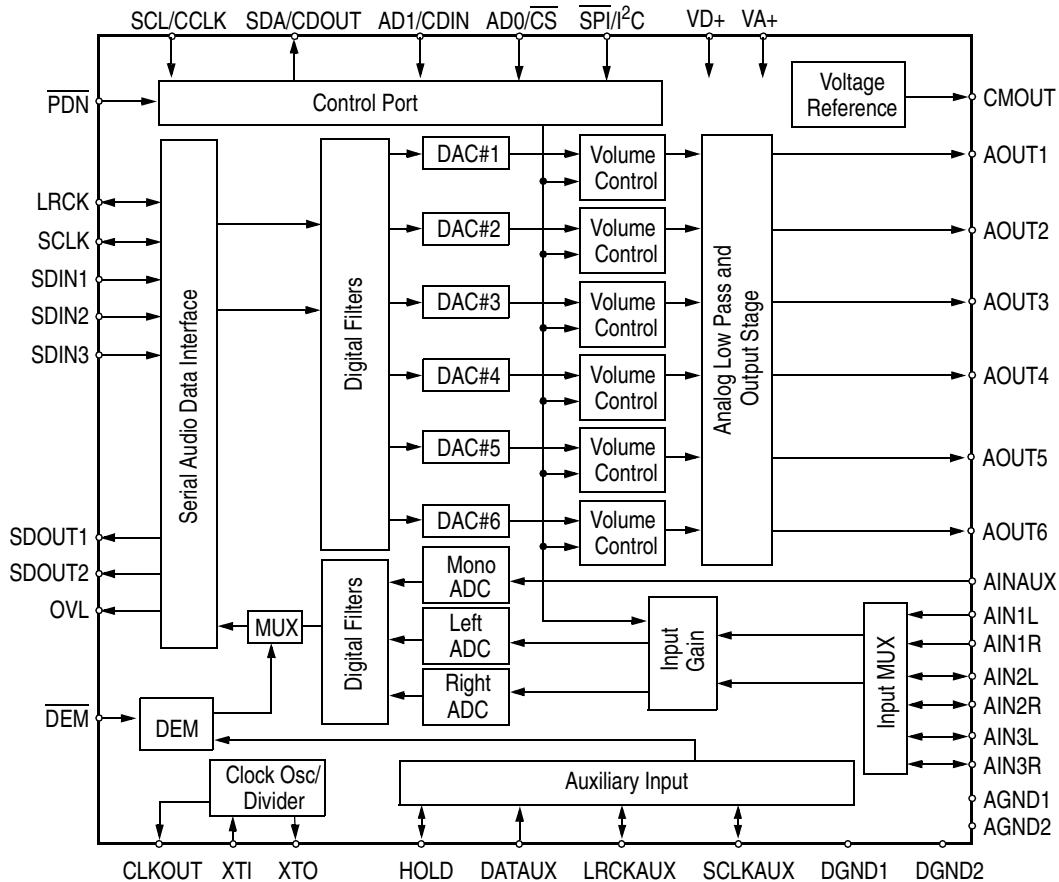 SCL/CCLK SDA/CDOUT AD1/CDIN AD0/CS SPI/I²C VD+ VA+
PDN
Control Port
Voltage
Reference
CMOUT
LRCK
SCLK
SDIN1
SDIN2
SDIN3
SDOUT1
SDOUT2
OVL
DEM
Serial Audio Data Interface
Digital Filters
DAC#1
DAC#2
DAC#3
DAC#4
DAC#5
DAC#6
Volume
Control
Volume
Control
Volume
Control
Volume
Control
Volume
Control
Volume
Control
Analog Low Pass and
Output Stage
AOUT1
AOUT2
AOUT3
AOUT4
AOUT5
AOUT6
AINAUX
AIN1L
AIN1R
AIN2L
AIN2R
AIN3L
AIN3R
AGND1
AGND2
MUX
Digital Filters
Mono
ADC
Left
ADC
Right
ADC
Input
Gain
Input MUX
DEM
Clock Osc/
Divider
Auxiliary Input
CLKOUT XTI XTO HOLD DATAUX LRCKAUX SCLKAUX DGND1 DGND2